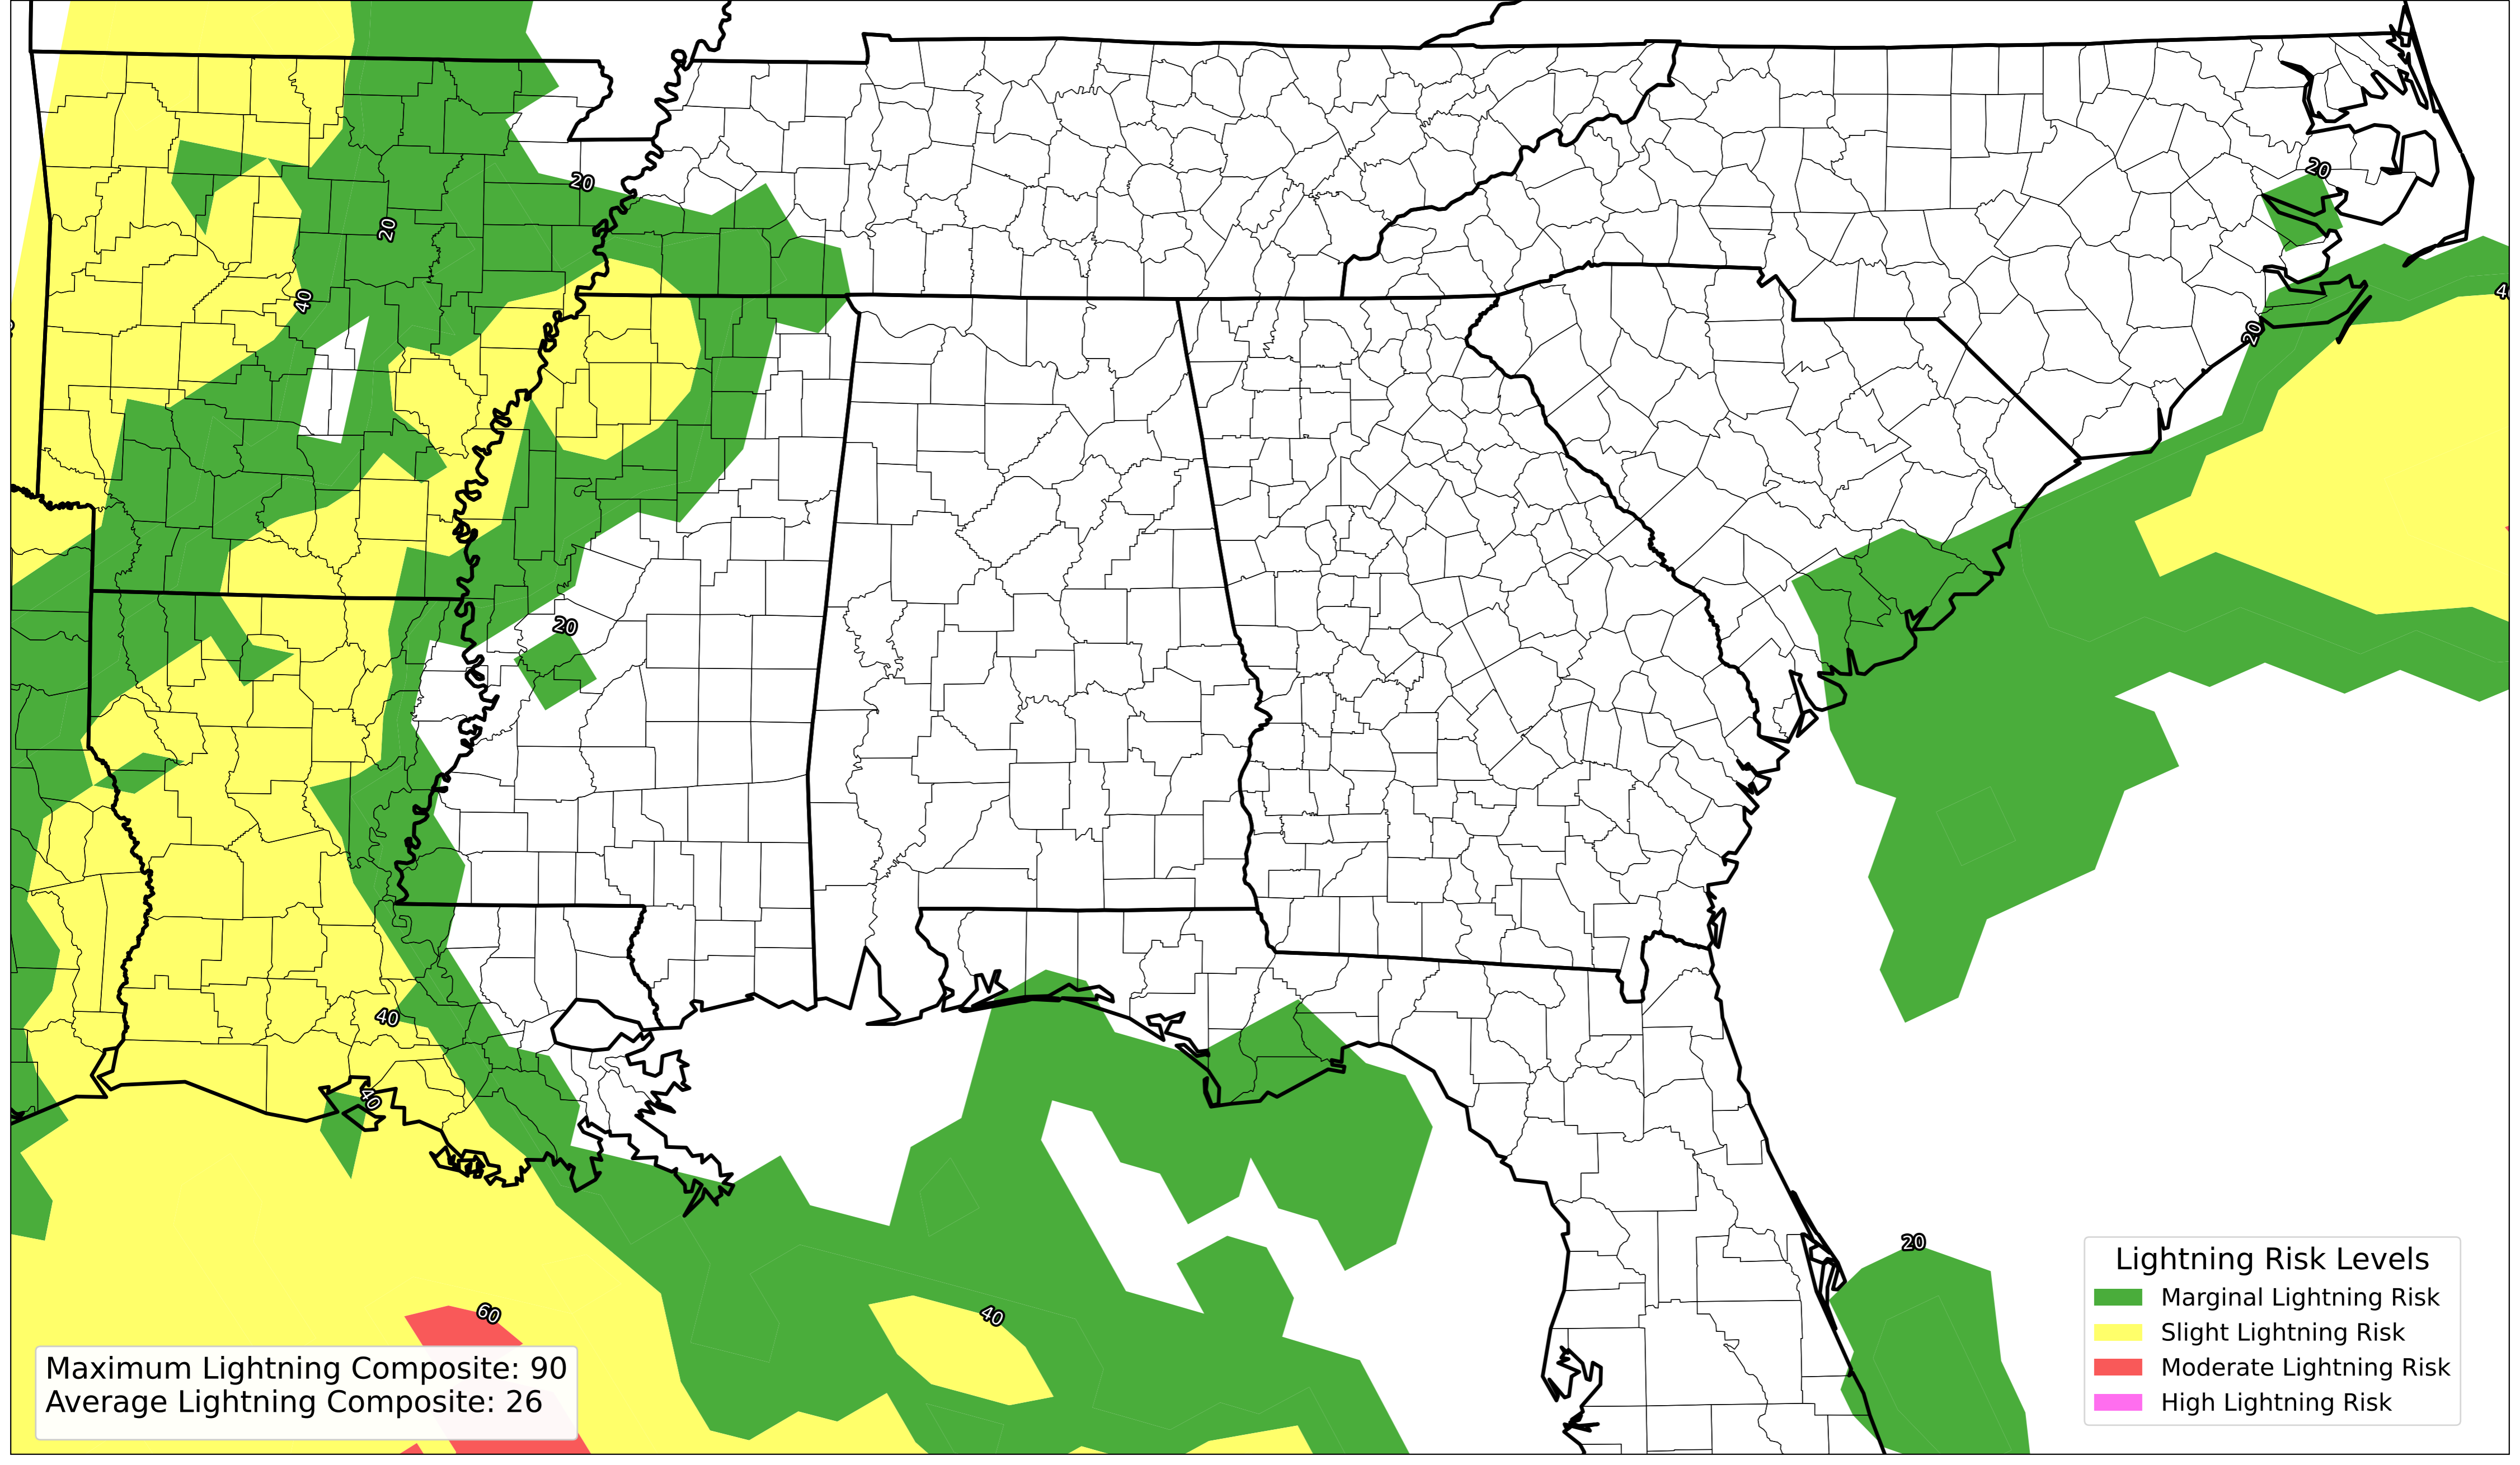 20
20
20
40
20
4
20
40
40
20
60
40
Lightning Risk Levels
Marginal Lightning Risk
Slight Lightning Risk
Moderate Lightning Risk
High Lightning Risk
Maximum Lightning Composite: 90
Average Lightning Composite: 26